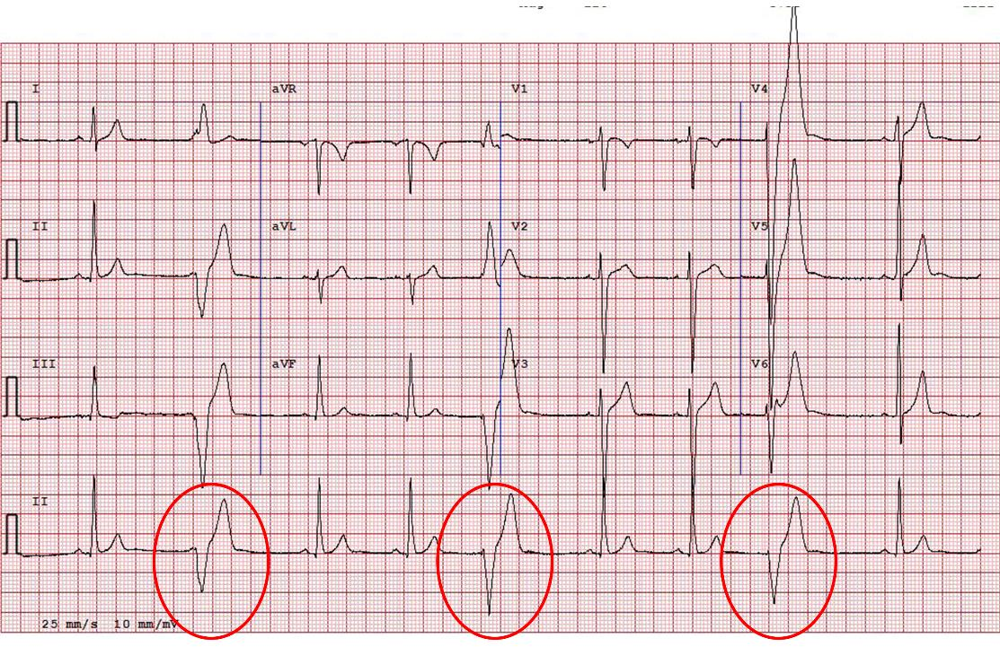 I aVR V1 V4
II aVL V2 V5
III aVF V3 V6
II
25 mm/s 10 mm/mV